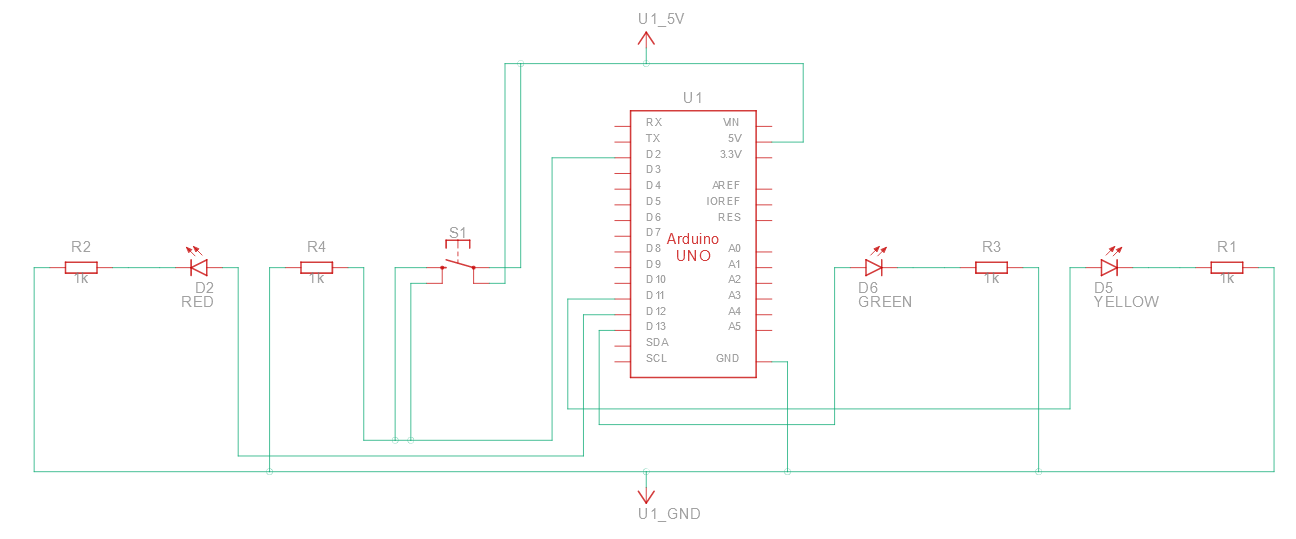 U1_5V
U1
RX
VIN
TX
5V
D2
3.3V
D3
D4
AREF
D5
IOREF
D6
RES
D7
Arduino
UNO
D8
A0
D9
A1
D10
A2
D11
A3
D12
A4
D13
A5
SDA
SCL
GND
R2
1k
D2
RED
R4
1k
S1
D6
GREEN
R3
1k
D5
YELLOW
R1
1k
U1_GND